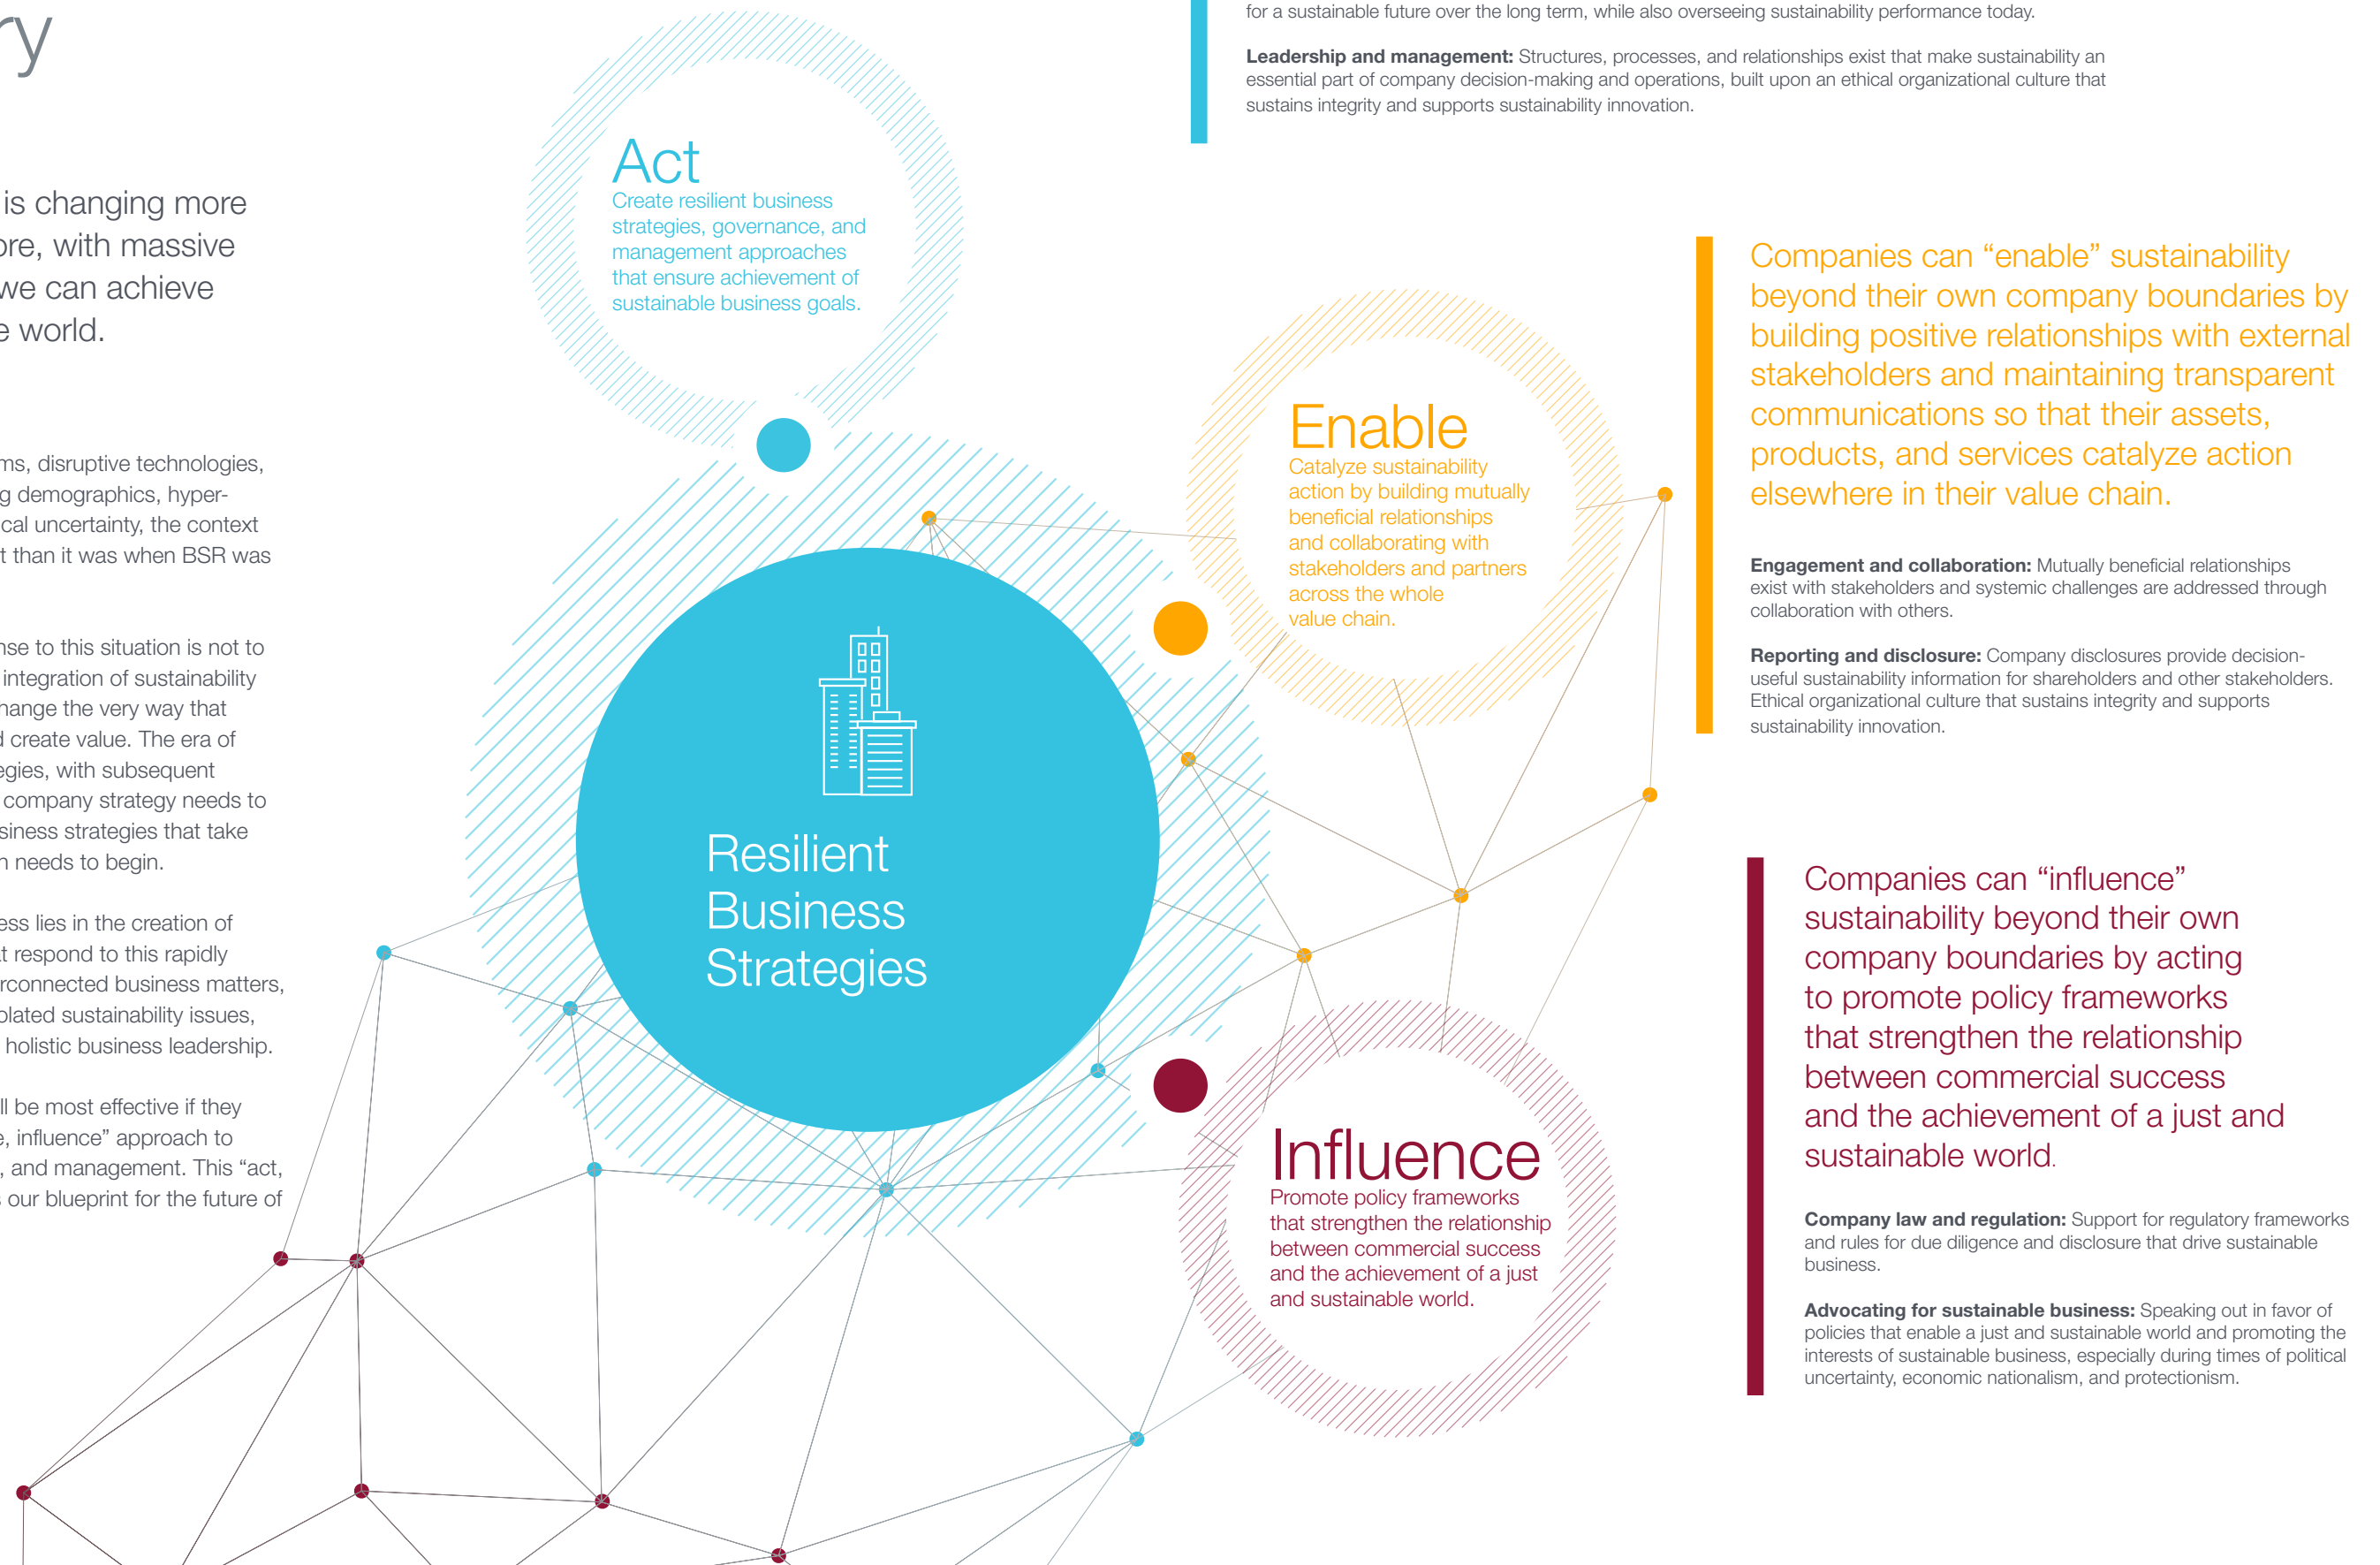 ry
is changing more
ore, with massive
we can achieve
e world.
ms, disruptive technologies,
g demographics, hyper-
cal uncertainty, the context
t than it was when BSR was
nse to this situation is not to
integration of sustainability
hange the very way that
d create value. The era of
egies, with subsequent
company strategy needs to
siness strategies that take
n needs to begin.
ess lies in the creation of
at respond to this rapidly
rconnected business matters,
olated sustainability issues,
holistic business leadership.
ll be most effective if they
e, influence” approach to
, and management. This “act,
s our blueprint for the future of
Act
Create resilient business
strategies, governance, and
management approaches
that ensure achievement of
sustainable business goals.
Resilient
Business
Strategies
Enable
Catalyze sustainability
action by building mutually
beneficial relationships
and collaborating with
stakeholders and partners
across the whole
value chain.
Influence
Promote policy frameworks
that strengthen the relationship
between commercial success
and the achievement of a just
and sustainable world.
for a sustainable future over the long term, while also overseeing sustainability performance today.
Leadership and management: Structures, processes, and relationships exist that make sustainability an
essential part of company decision-making and operations, built upon an ethical organizational culture that
sustains integrity and supports sustainability innovation.
Companies can “enable” sustainability
beyond their own company boundaries by
building positive relationships with external
stakeholders and maintaining transparent
communications so that their assets,
products, and services catalyze action
elsewhere in their value chain.
Engagement and collaboration: Mutually beneficial relationships
exist with stakeholders and systemic challenges are addressed through
collaboration with others.
Reporting and disclosure: Company disclosures provide decision-
useful sustainability information for shareholders and other stakeholders.
Ethical organizational culture that sustains integrity and supports
sustainability innovation.
Companies can “influence”
sustainability beyond their own
company boundaries by acting
to promote policy frameworks
that strengthen the relationship
between commercial success
and the achievement of a just and
sustainable world.
Company law and regulation: Support for regulatory frameworks
and rules for due diligence and disclosure that drive sustainable
business.
Advocating for sustainable business: Speaking out in favor of
policies that enable a just and sustainable world and promoting the
interests of sustainable business, especially during times of political
uncertainty, economic nationalism, and protectionism.